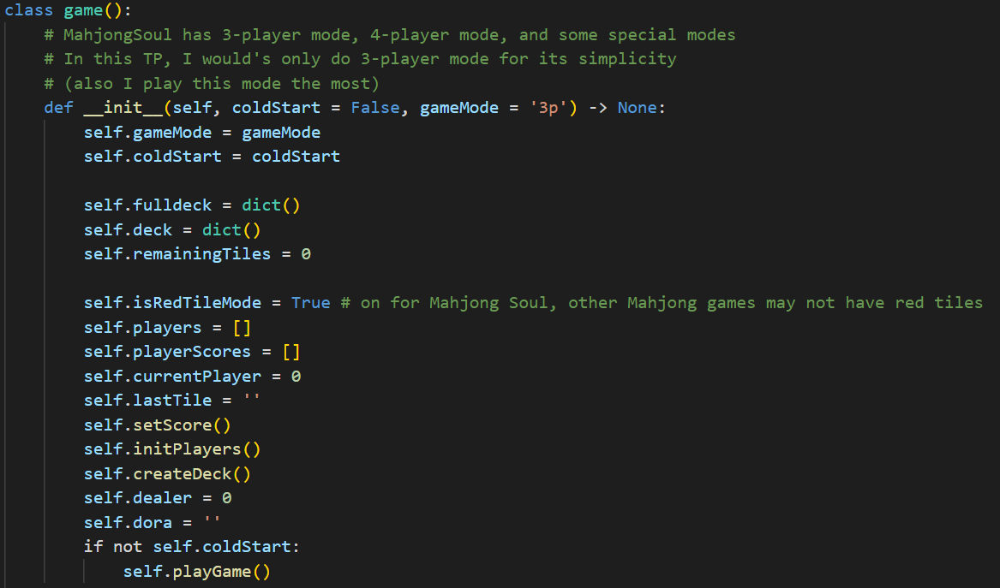 class game():
    # MahjongSoul has 3-player mode, 4-player mode, and some special modes
    # In this TP, I would's only do 3-player mode for its simplicity
    # (also I play this mode the most)
    def __init__(self, coldStart = False, gameMode = '3p') -> None:
        self.gameMode = gameMode
        self.coldStart = coldStart

        self.fulldeck = dict()
        self.deck = dict()
        self.remainingTiles = 0

        self.isRedTileMode = True # on for Mahjong Soul, other Mahjong games may not have red tiles
        self.players = []
        self.playerScores = []
        self.currentPlayer = 0
        self.lastTile = ''
        self.setScore()
        self.initPlayers()
        self.createDeck()
        self.dealer = 0
        self.dora = ''
        if not self.coldStart:
            self.playGame()